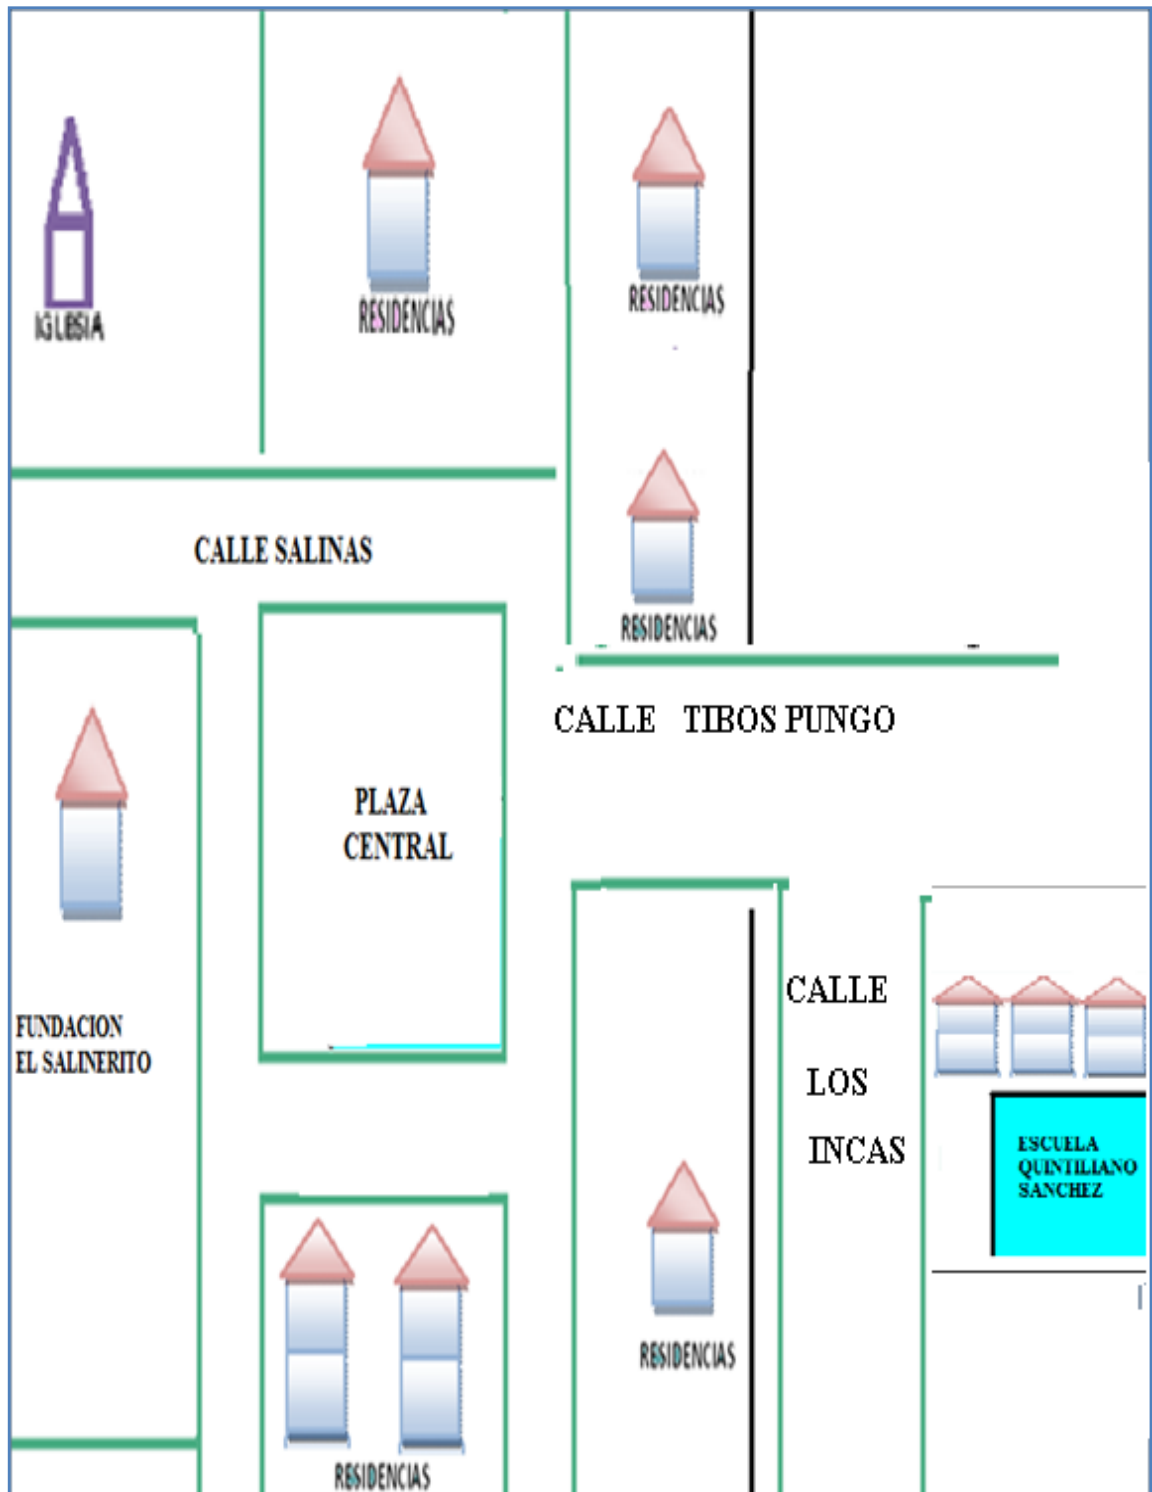 IGLESIA
RESIDENCIAS
RESIDENCIAS
CALLE SALINAS
RESIDENCIAS
CALLE TIBOS PUNGO
PLAZA
CENTRAL
FUNDACION
EL SALINERITO
CALLE
LOS
INCAS
ESCUELA
QUINTILIANO
SANCHEZ
RESIDENCIAS
RESIDENCIAS